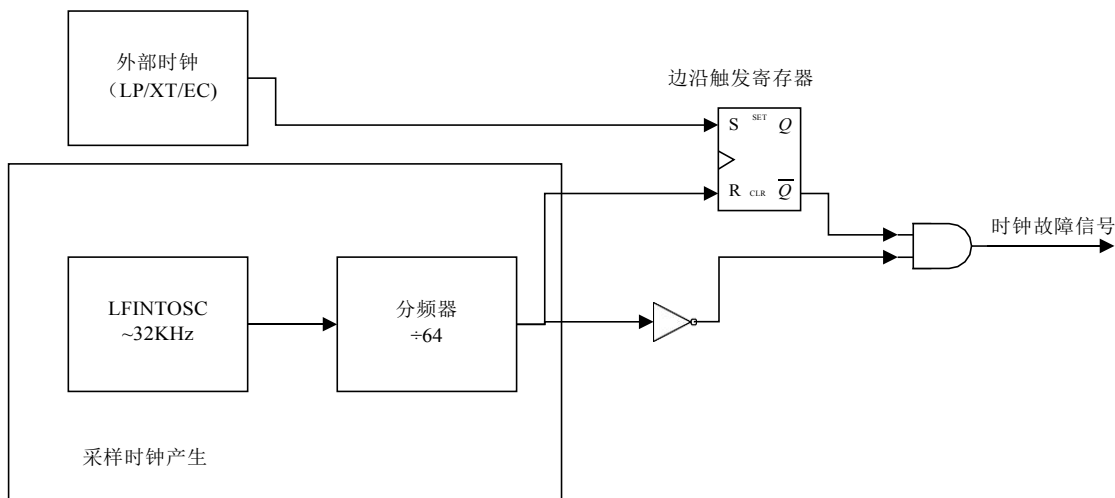 外部时钟
（LP/XT/EC)
边沿触发寄存器
S SET Q
R CLR Q̅
时钟故障信号
LFINTOSC
~32KHz
分频器
÷64
采样时钟产生